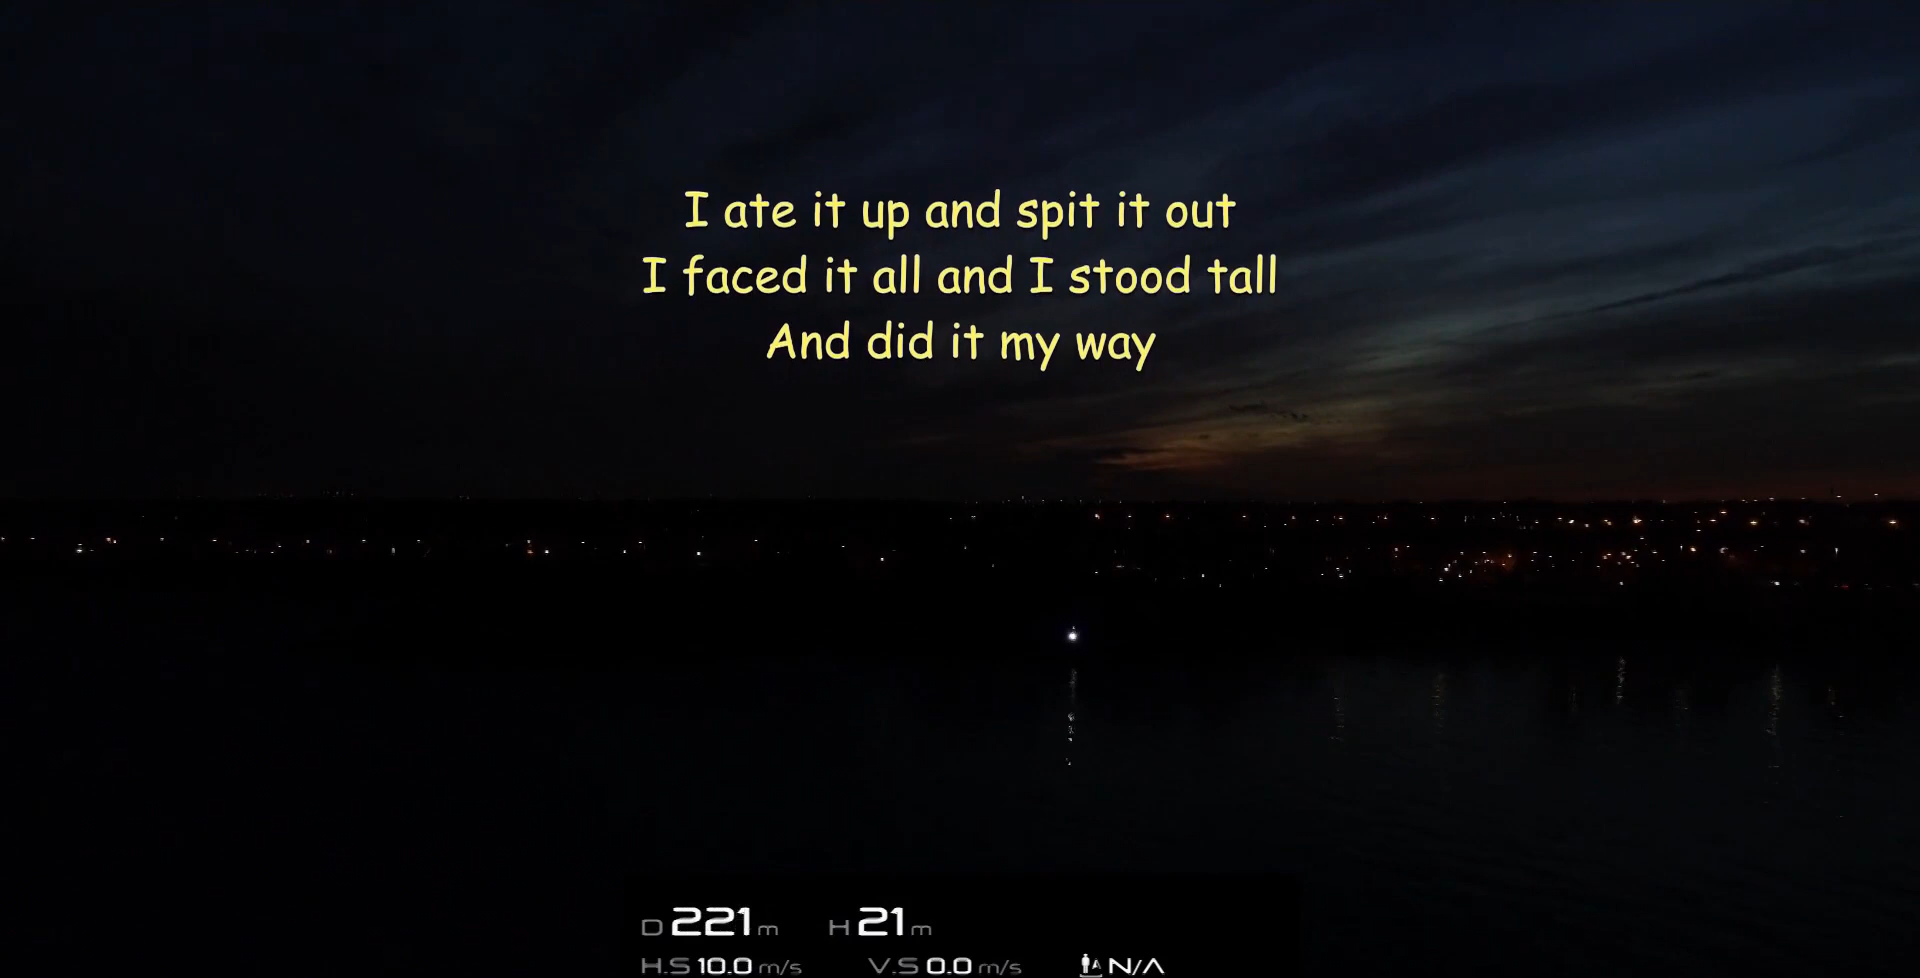 I ate it up and spit it out
I faced it all and I stood tall
And did it my way
D 221 m H 21 m
H.S 10.0 m/s V.S 0.0 m/s N/A